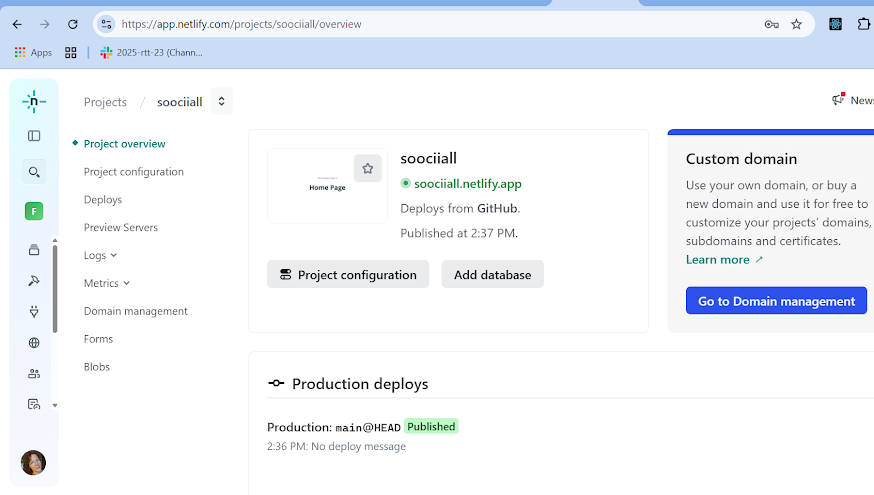 https://app.netlify.com/projects/soociiall/overview
Apps
2025-rtt-23 (Chann...
n
Projects / soociiall
News
F
Project overview
Project configuration
Deploys
Preview Servers
Logs
Metrics
Domain management
Forms
Blobs
Home Page
soociiall
soociiall.netlify.app
Deploys from GitHub.
Published at 2:37 PM.
Project configuration
Add database
Custom domain
Use your own domain, or buy a
new domain and use it for free to
customize your projects' domains,
subdomains and certificates.
Learn more ↗
Go to Domain management
Production deploys
Production: main@HEAD Published
2:36 PM: No deploy message